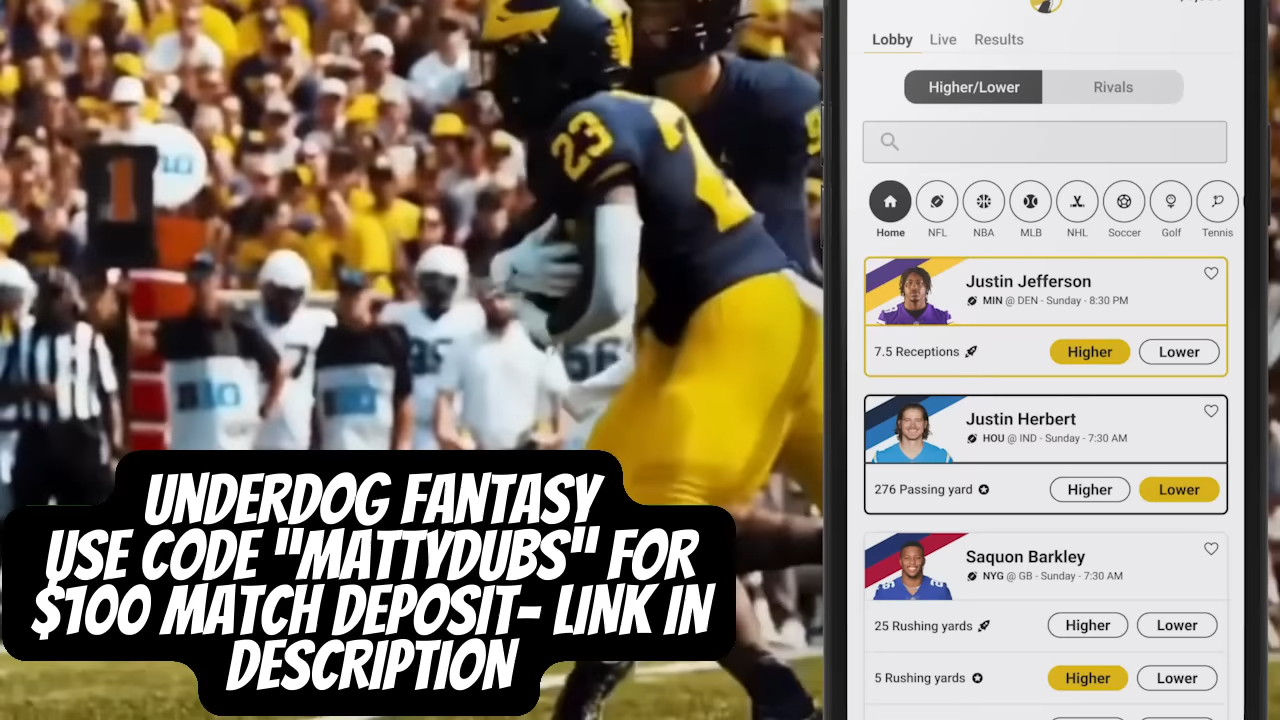 Lobby Live Results
Higher/Lower Rivals
Home NFL NBA MLB NHL Soccer Golf Tennis
Justin Jefferson
MIN @ DEN - Sunday - 8:30 PM
7.5 Receptions Higher Lower
Justin Herbert
HOU @ IND - Sunday - 7:30 AM
276 Passing yard Higher Lower
Saquon Barkley
NYG @ GB - Sunday - 7:30 AM
25 Rushing yards Higher Lower
5 Rushing yards Higher Lower
23
1
UNDERDOG FANTASY
USE CODE "MATTYDUBS" FOR
$100 MATCH DEPOSIT- LINK IN
DESCRIPTION